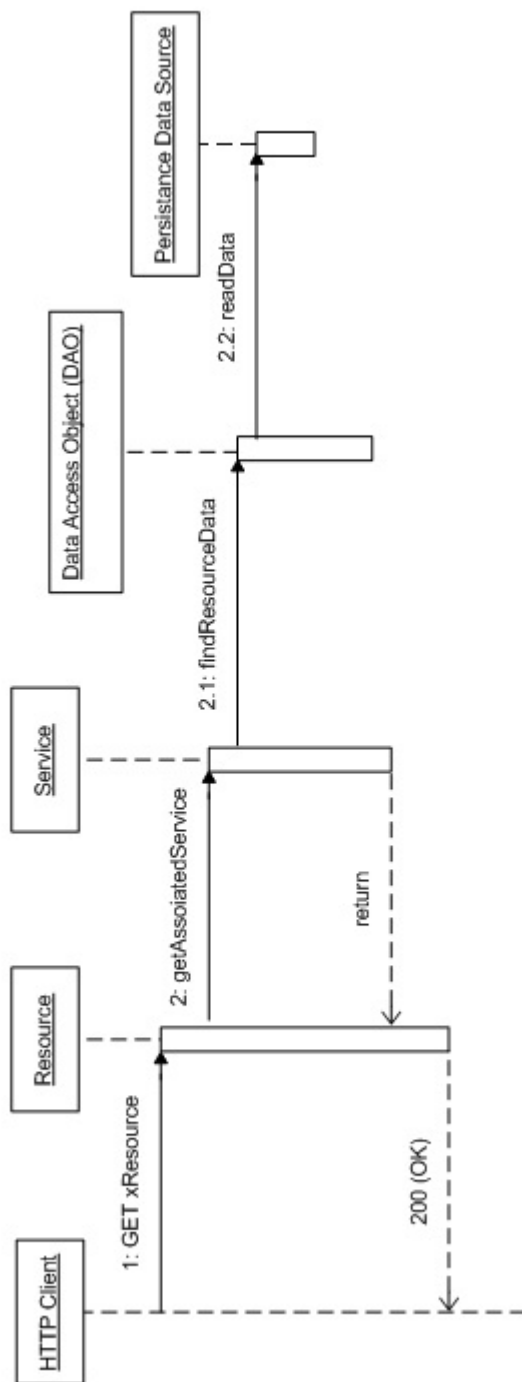 HTTP Client
Resource
Service
Data Access Object (DAO)
Persistance Data Source
1: GET xResource
2: getAssoiatedService
2.1: findResourceData
2.2: readData
return
200 (OK)